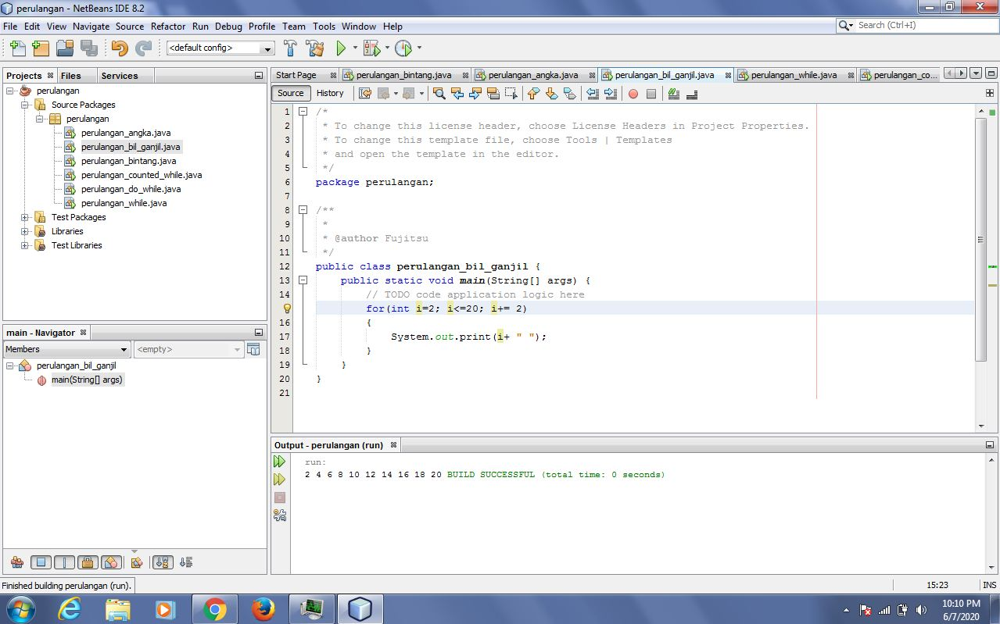 perulangan - NetBeans IDE 8.2
File Edit View Navigate Source Refactor Run Debug Profile Team Tools Window Help
Search (Ctrl+I)
<default config>
Projects Files Services
perulangan
Source Packages
perulangan
perulangan_angka.java
perulangan_bil_ganjil.java
perulangan_bintang.java
perulangan_counted_while.java
perulangan_do_while.java
perulangan_while.java
Test Packages
Libraries
Test Libraries
main - Navigator
Members <empty>
perulangan_bil_ganjil
main(String[] args)
Start Page perulangan_bintang.java perulangan_angka.java perulangan_bil_ganjil.java perulangan_while.java perulangan_co...
Source History
1 /*
2 * To change this license header, choose License Headers in Project Properties.
3 * To change this template file, choose Tools | Templates
4 * and open the template in the editor.
5 */
6 package perulangan;
7
8 /**
9 *
10 * @author Fujitsu
11 */
12 public class perulangan_bil_ganjil {
13 public static void main(String[] args) {
14 // TODO code application logic here
for(int i=2; i<=20; i+= 2)
16 {
17 System.out.print(i+ " ");
18 }
19 }
20 }
21
Output - perulangan (run)
run:
2 4 6 8 10 12 14 16 18 20 BUILD SUCCESSFUL (total time: 0 seconds)
Finished building perulangan (run).
15:23 INS
10:10 PM
6/7/2020